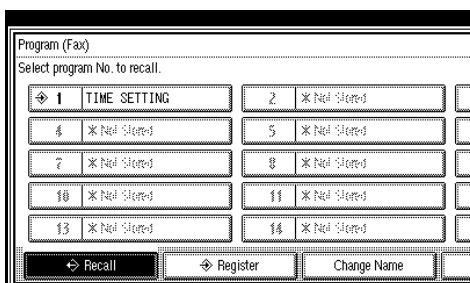 Program (Fax)
Select program No. to recall.
1 TIME SETTING 2 * Not Stored
4 * Not Stored 5 * Not Stored
7 * Not Stored 8 * Not Stored
10 * Not Stored 11 * Not Stored
13 * Not Stored 14 * Not Stored
Recall Register Change Name